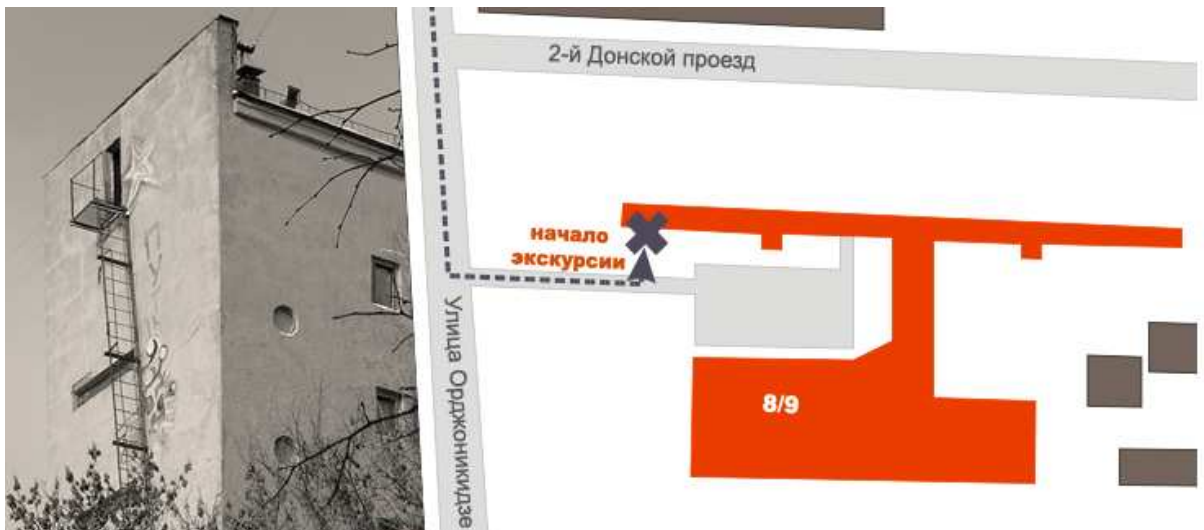 2-й Донской проезд
начало
экскурсии
Улица Орджоникидзе
8/9